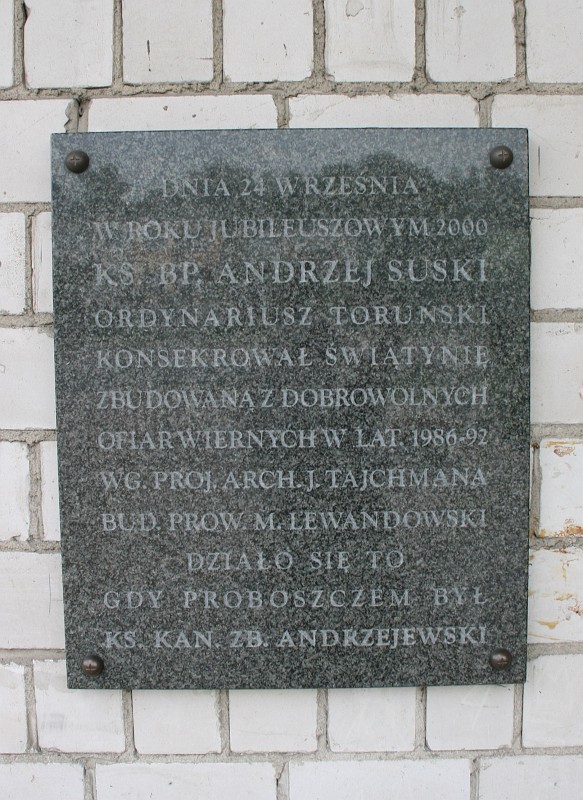 DNIA 24 WRZEŚNIA
W ROKU JUBILEUSZOWYM 2000
KS. BP. ANDRZEJ SUSKI
ORDYNARIUSZ TORUŃSKI
KONSEKROWAŁ ŚWIĄTYNIĘ
ZBUDOWANĄ Z DOBROWOLNYCH
OFIAR WIERNYCH W LAT. 1986-92
WG. PROJ. ARCH. J. TAJCHMANA
BUD. PROW. M. LEWANDOWSKI
DZIAŁO SIĘ TO
GDY PROBOSZCZEM BYŁ
KS. KAN. ZB. ANDRZEJEWSKI